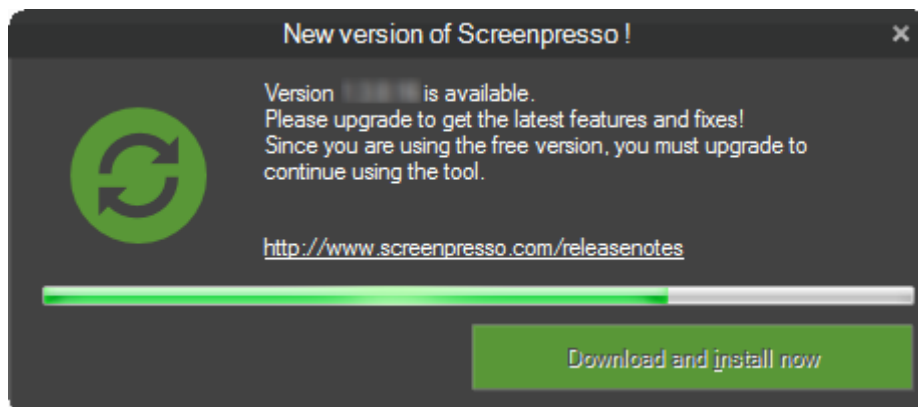 New version of Screenpresso !
Version is available.
Please upgrade to get the latest features and fixes!
Since you are using the free version, you must upgrade to
continue using the tool.
http://www.screenpresso.com/releasenotes
Download and install now